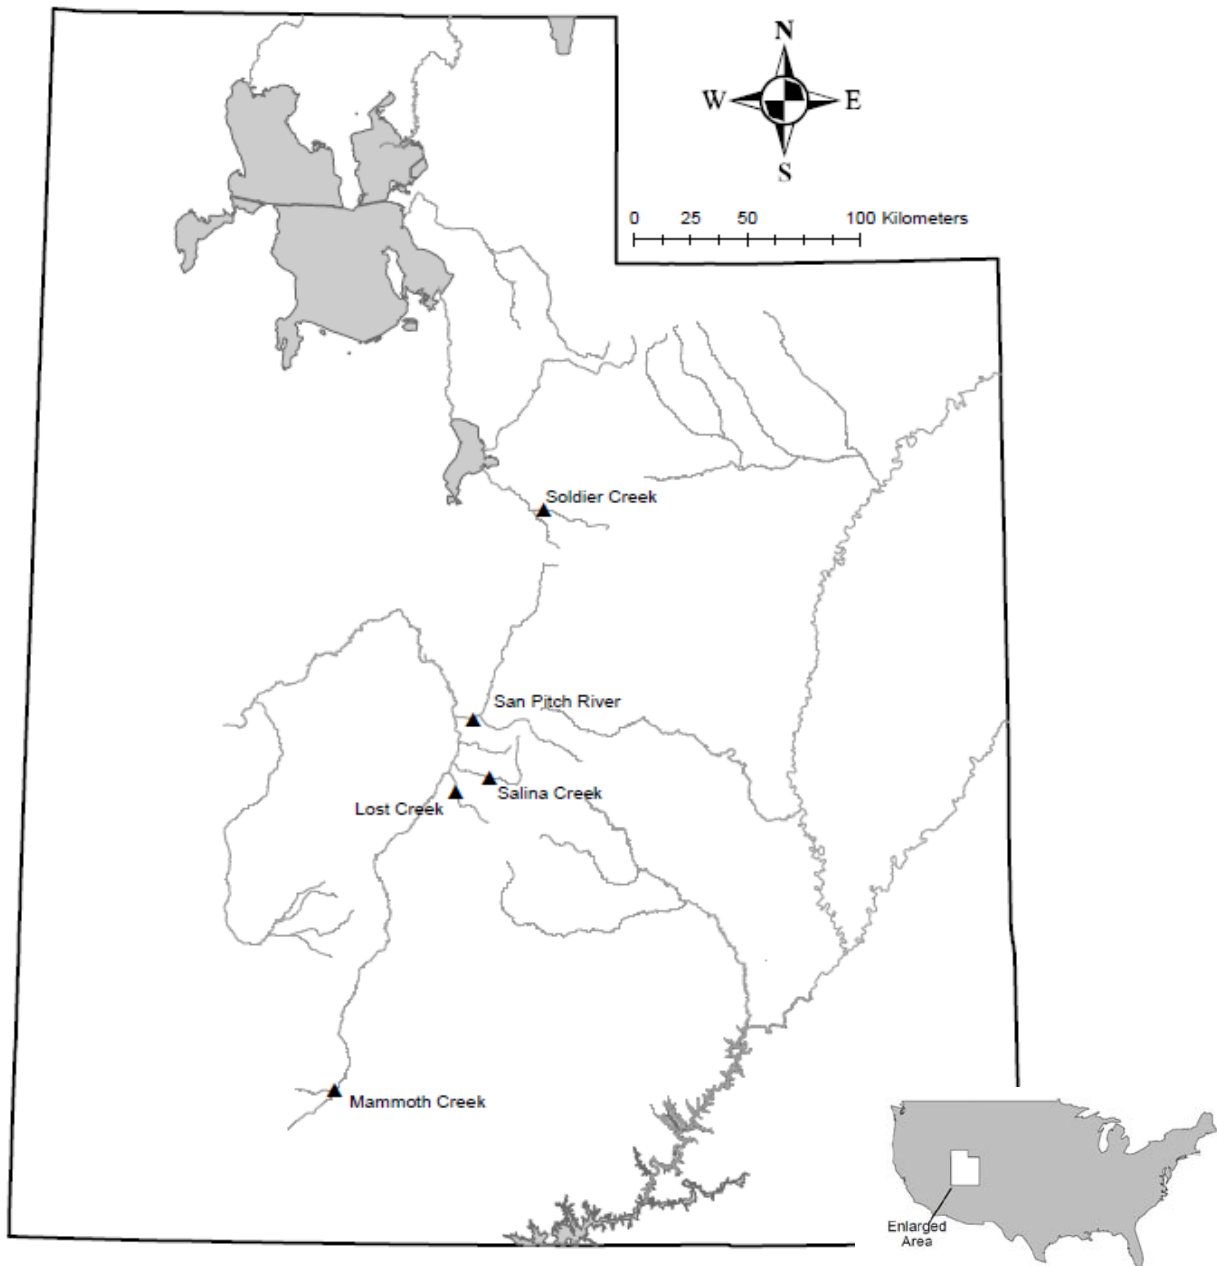 N
W E
S
0 25 50 100 Kilometers
Soldier Creek
San Pitch River
Salina Creek
Lost Creek
Mammoth Creek
Enlarged
Area